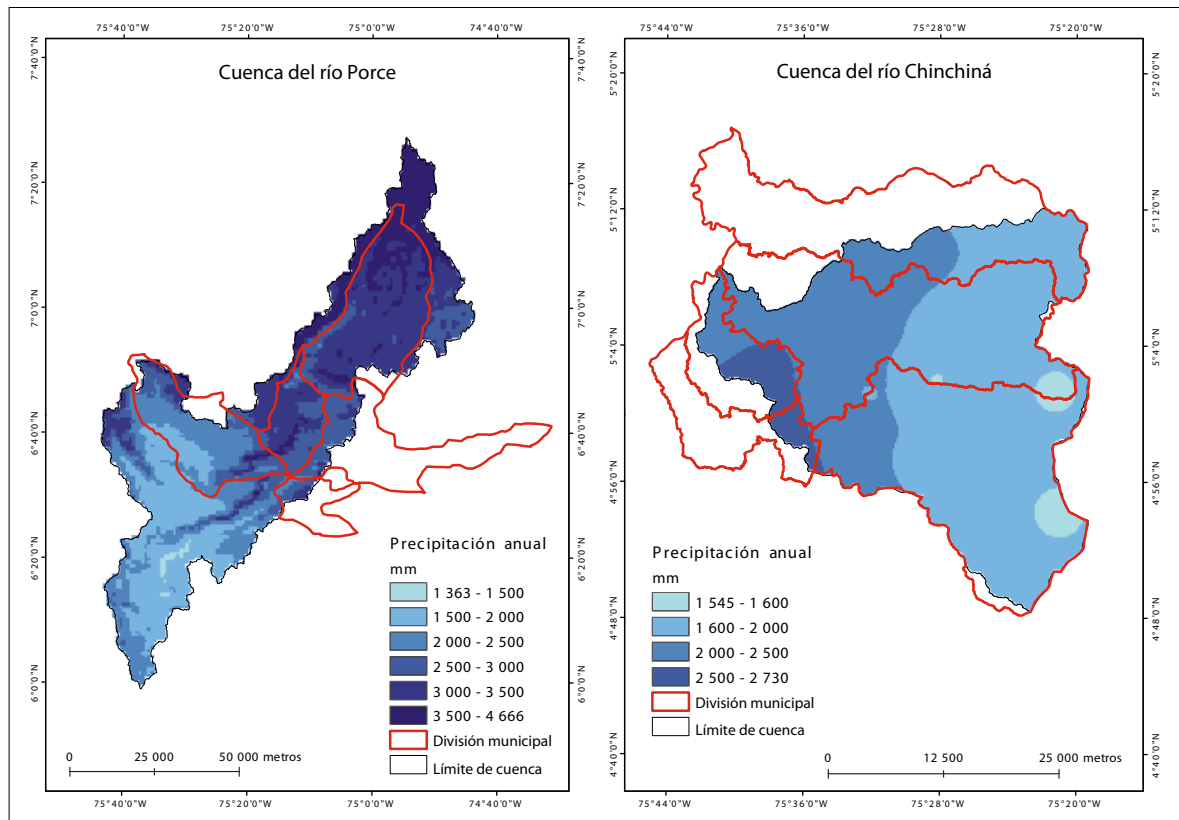 75°40'0"W 75°20'0"W 75°0'0"W 74°40'0"W
Cuenca del río Porce
7°40'0"N
7°20'0"N
7°0'0"N
6°40'0"N
6°20'0"N
6°0'0"N
7°40'0"N
7°20'0"N
7°0'0"N
6°40'0"N
6°20'0"N
6°0'0"N
Precipitación anual
mm
1 363 - 1 500
1 500 - 2 000
2 000 - 2 500
2 500 - 3 000
3 000 - 3 500
3 500 - 4 666
División municipal
Límite de cuenca
0 25 000 50 000 metros
75°40'0"W 75°20'0"W 75°0'0"W 74°40'0"W
75°44'0"W 75°36'0"W 75°28'0"W 75°20'0"W
Cuenca del río Chinchiná
5°20'0"N
5°12'0"N
5°4'0"N
4°56'0"N
4°48'0"N
4°40'0"N
5°20'0"N
5°12'0"N
5°4'0"N
4°56'0"N
4°48'0"N
4°40'0"N
Precipitación anual
mm
1 545 - 1 600
1 600 - 2 000
2 000 - 2 500
2 500 - 2 730
División municipal
Límite de cuenca
0 12 500 25 000 metros
75°44'0"W 75°36'0"W 75°28'0"W 75°20'0"W